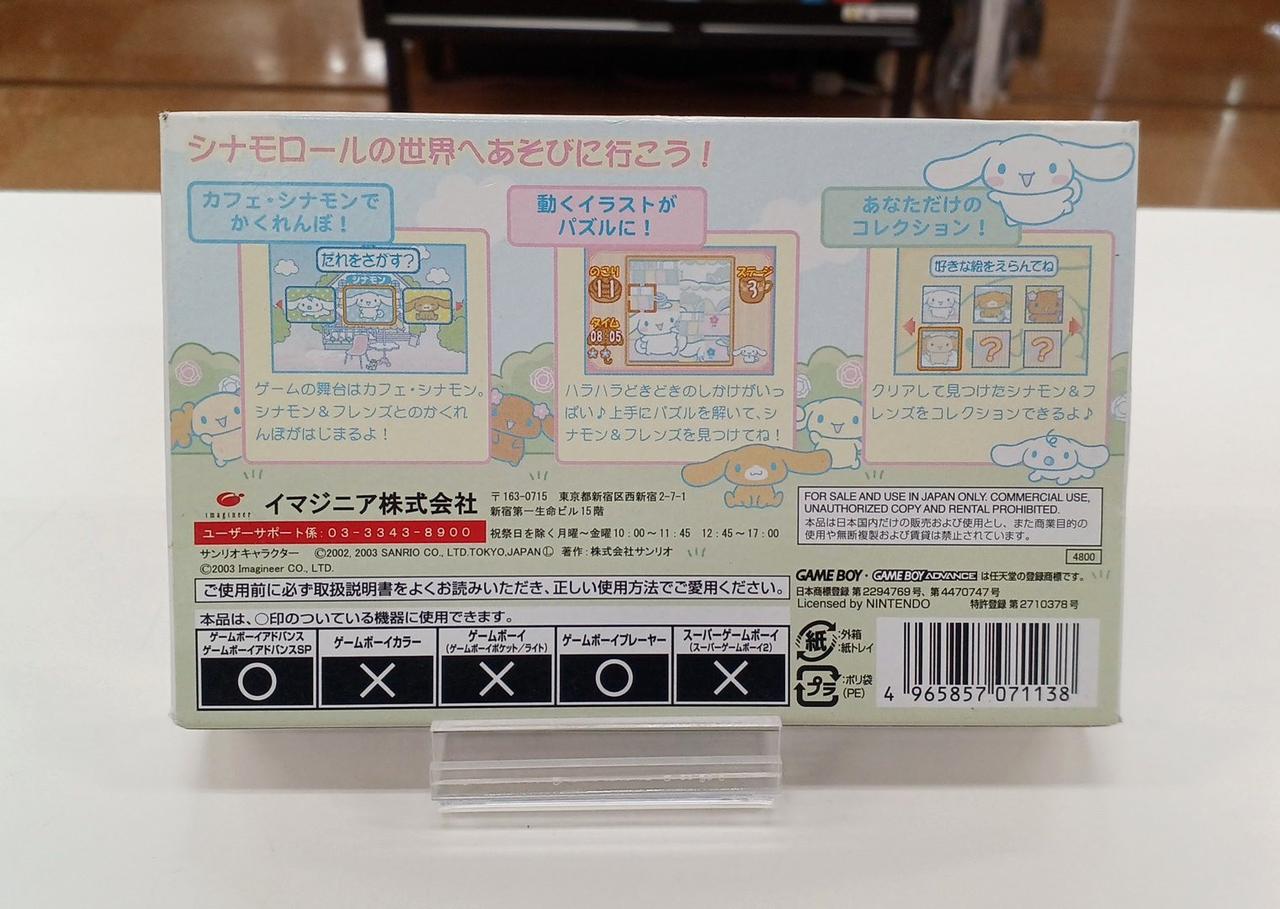 シナモロールの世界へあそびに行こう！
カフェ・シナモンで
かくれんぼ！
だれをさがす？
シナモン
ゲームの舞台はカフェ・シナモン。
シナモン＆フレンズとのかくれ
んぼがはじまるよ！
動くイラストが
パズルに！
のこり
11
タイム
08:05
ステージ
3
ハラハラどきどきのしかけがいっ
ぱい♪上手にパズルを解いて、シ
ナモン＆フレンズを見つけてね！
あなただけの
コレクション！
好きな絵をえらんでね
? ?
クリアして見つけたシナモン＆フ
レンズをコレクションできるよ♪
imagineer イマジニア株式会社
〒163-0715 東京都新宿区西新宿2-7-1
新宿第一生命ビル15階
ユーザーサポート係：03-3343-8900 祝祭日を除く月曜〜金曜10：00〜11：45 12：45〜17：00
サンリオキャラクター Ⓒ2002, 2003 SANRIO CO., LTD.TOKYO,JAPAN Ⓛ 著作：株式会社サンリオ
Ⓒ2003 Imagineer CO., LTD.
ご使用前に必ず取扱説明書をよくお読みいただき、正しい使用方法でご愛用ください。
本品は、○印のついている機器に使用できます。
ゲームボーイアドバンス
ゲームボーイアドバンスSP
○
ゲームボーイカラー
×
ゲームボーイ
(ゲームボーイポケット/ライト)
×
ゲームボーイプレーヤー
○
スーパーゲームボーイ
(スーパーゲームボーイ2)
×
FOR SALE AND USE IN JAPAN ONLY. COMMERCIAL USE,
UNAUTHORIZED COPY AND RENTAL PROHIBITED.
本品は日本国内だけの販売および使用とし、また商業目的の
使用や無断複製および賃貸は禁止されています。
4800
GAME BOY・GAME BOY ADVANCE は任天堂の登録商標です。
日本商標登録 第2294769号、第4470747号
Licensed by NINTENDO 特許登録 第2710378号
紙 :外箱
:紙トレイ
プラ :ポリ袋
(PE)
4 965857 071138